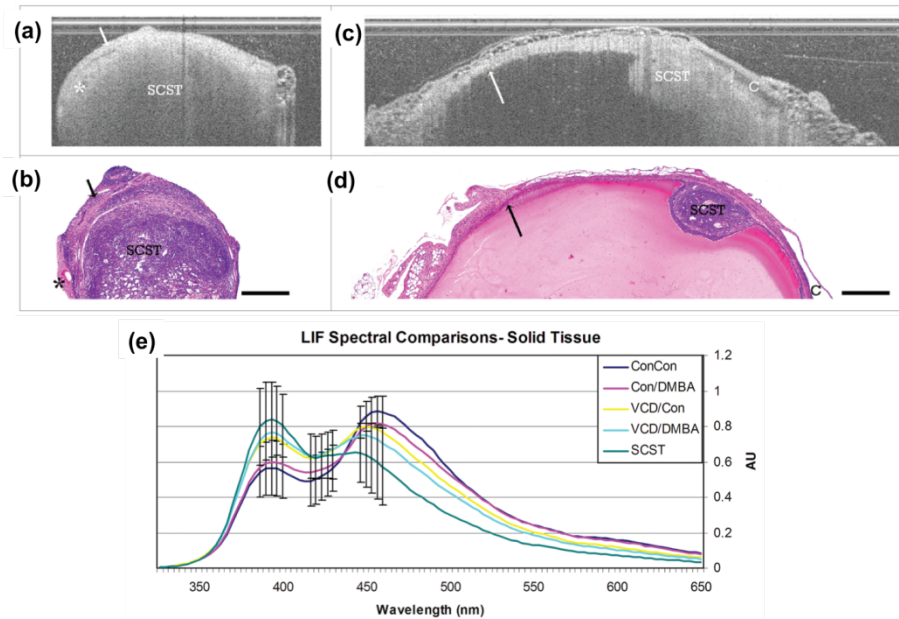 (a)
(c)
SCST
*
SCST
C
(b)
(d)
SCST
*
SCST
C
(e)
LIF Spectral Comparisons- Solid Tissue
1.2
1
0.8
0.6
0.4
0.2
0
AU
ConCon
Con/DMBA
VCD/Con
VCD/DMBA
SCST
350
400
450
500
550
600
650
Wavelength (nm)